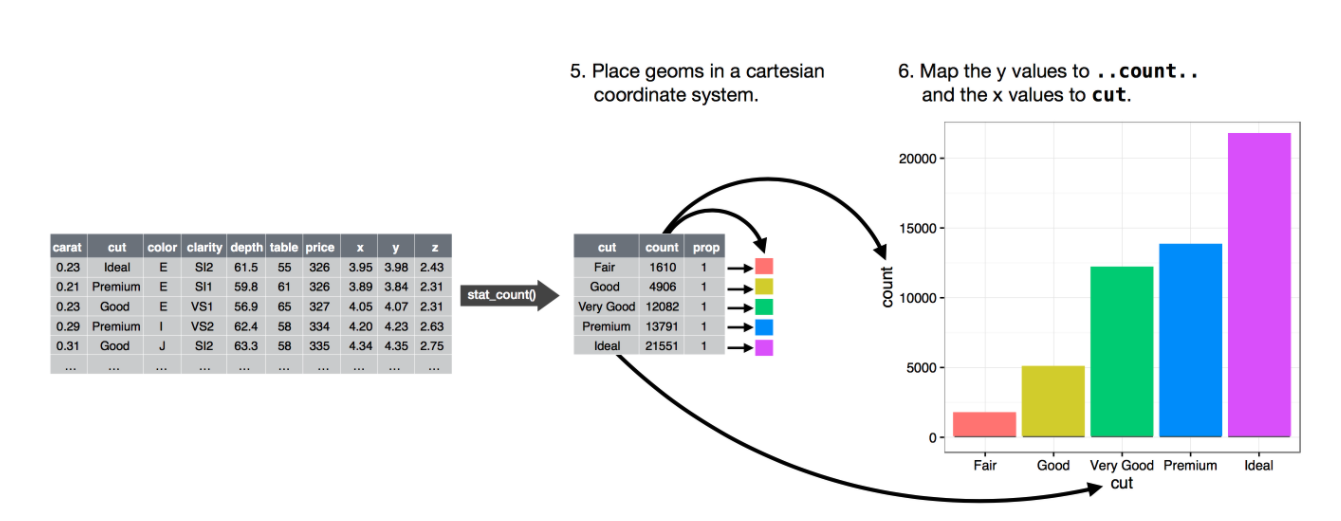 5. Place geoms in a cartesian
coordinate system.
6. Map the y values to ..count..
and the x values to cut.
carat cut color clarity depth table price x y z
0.23 Ideal E SI2 61.5 55 326 3.95 3.98 2.43
0.21 Premium E SI1 59.8 61 326 3.89 3.84 2.31
0.23 Good E VS1 56.9 65 327 4.05 4.07 2.31
0.29 Premium I VS2 62.4 58 334 4.20 4.23 2.63
0.31 Good J SI2 63.3 58 335 4.34 4.35 2.75
... ... ... ... ... ... ... ... ... ...
stat_count()
cut count prop
Fair 1610 1
Good 4906 1
Very Good 12082 1
Premium 13791 1
Ideal 21551 1
count
20000
15000
10000
5000
0
Fair Good Very Good Premium Ideal
cut